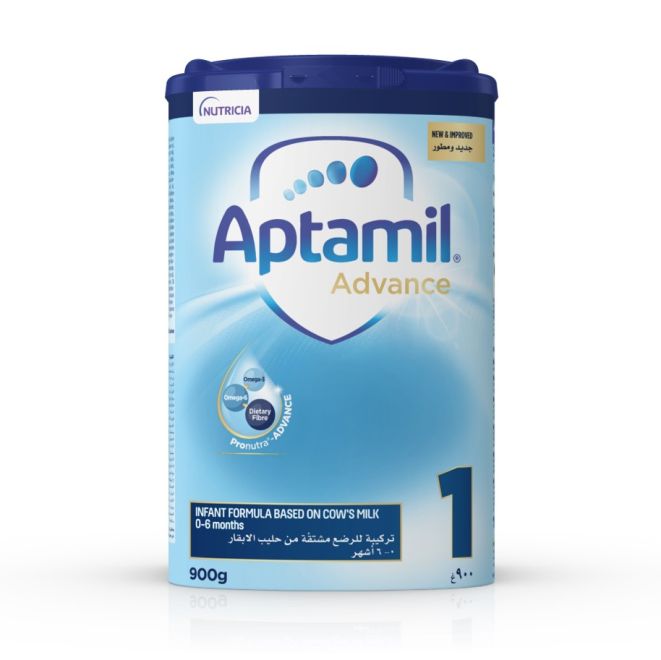 NUTRICIA
NEW & IMPROVED
جديد ومطور
Aptamil®
Advance
Omega-3
Omega-6
Dietary
Fibre
Pronutra™-ADVANCE
INFANT FORMULA BASED ON COW'S MILK
0-6 months
تركيبة للرضع مشتقة من حليب الابقار
٠-٦ أشهر
1
900g
٩٠٠غ